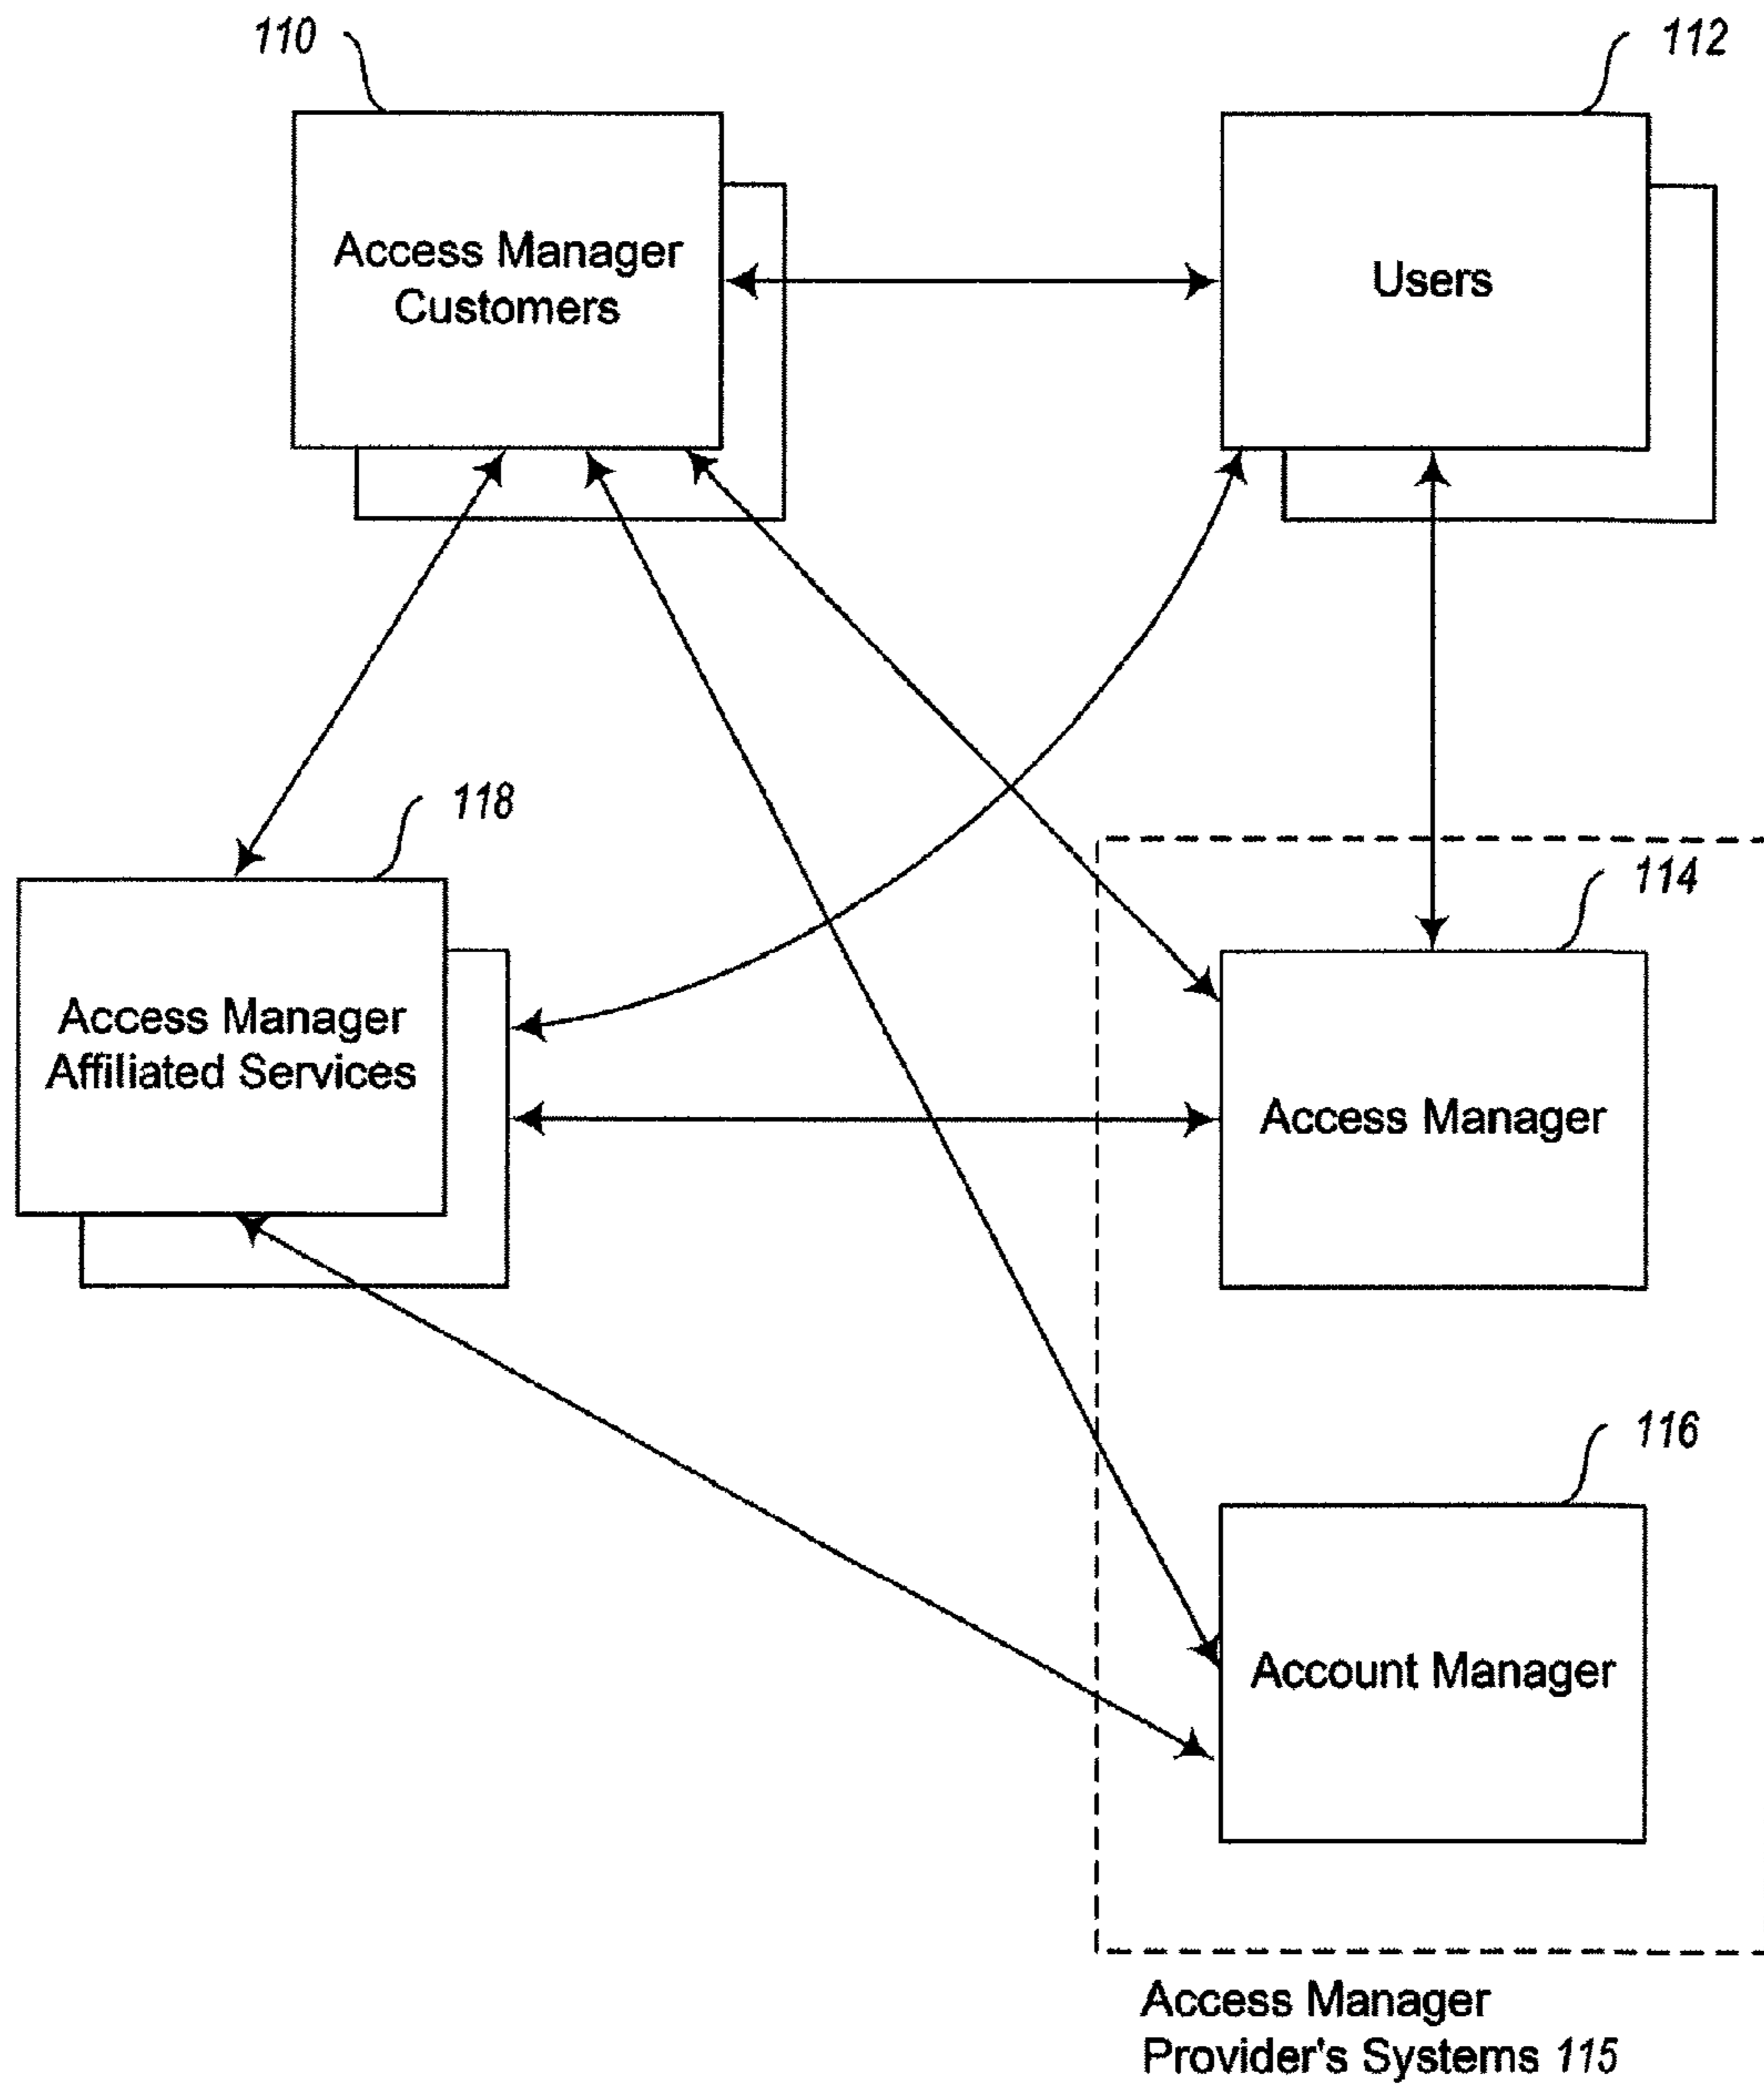 110
112
Access Manager
Customers
Users
118
114
Access Manager
Affiliated Services
Access Manager
116
Account Manager
Access Manager
Provider's Systems 115